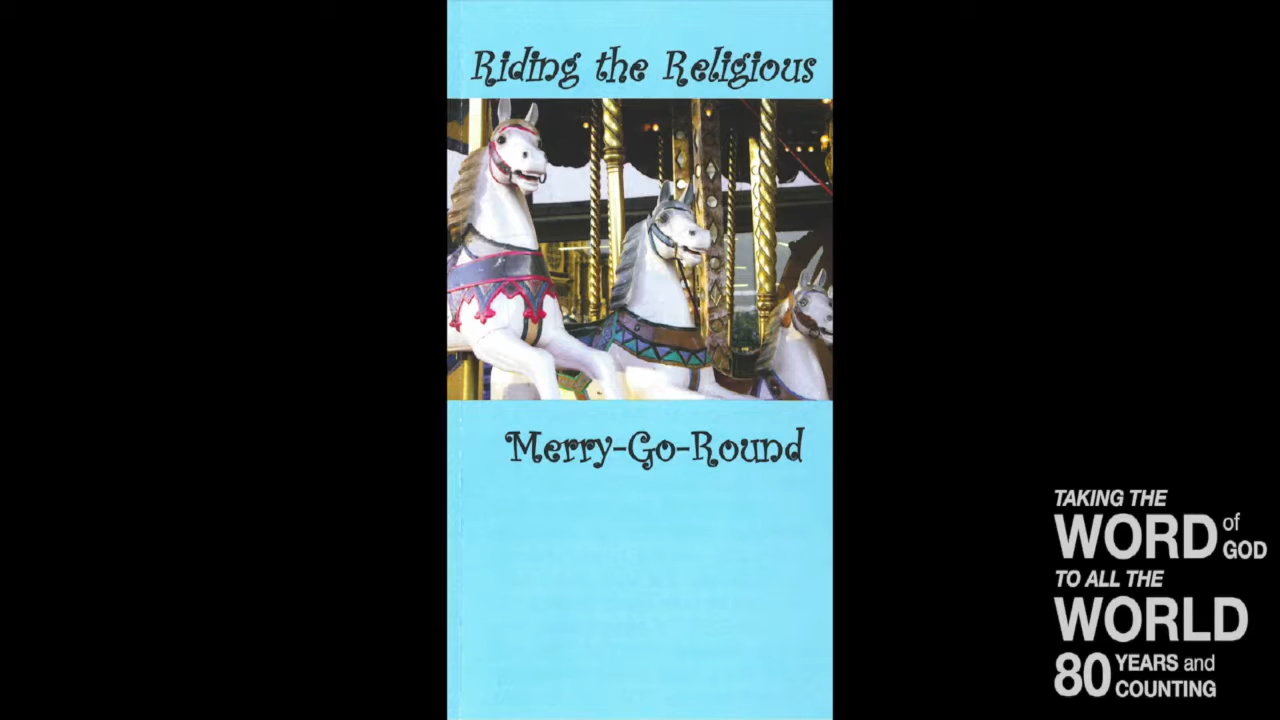 Riding the Religious
Merry-Go-Round
TAKING THE
WORD of
GOD
TO ALL THE
WORLD
80 YEARS and
COUNTING